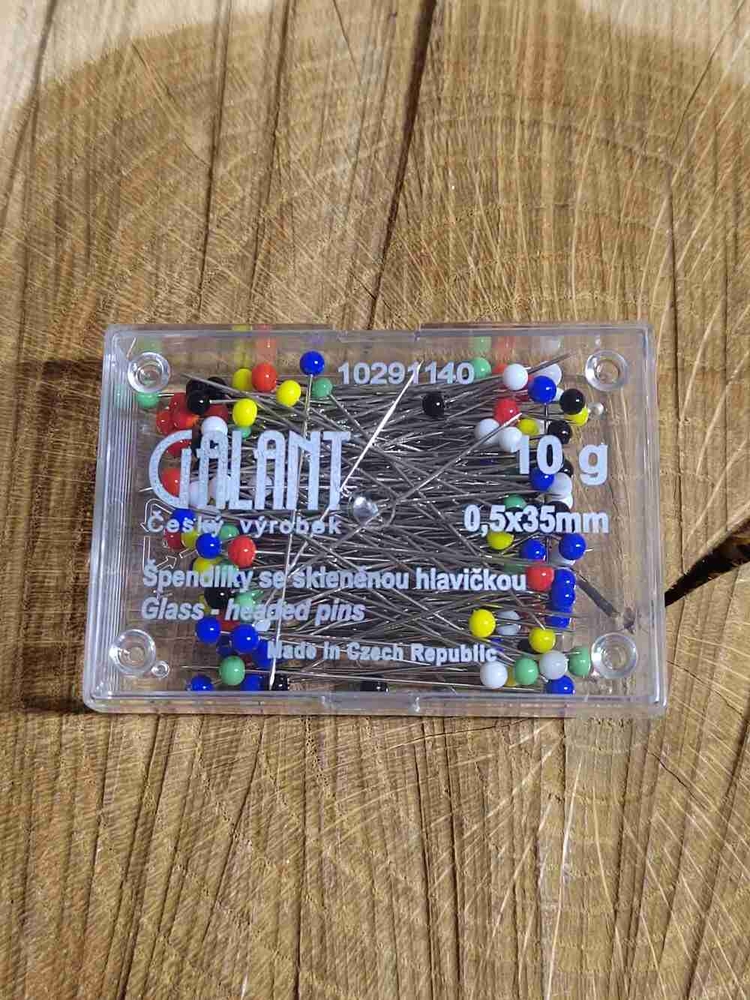 10291140
GALANT
10 g
Český výrobek
0,5x35mm
Špendlíky se skleněnou hlavičkou
Glass - headed pins
Made in Czech Republic